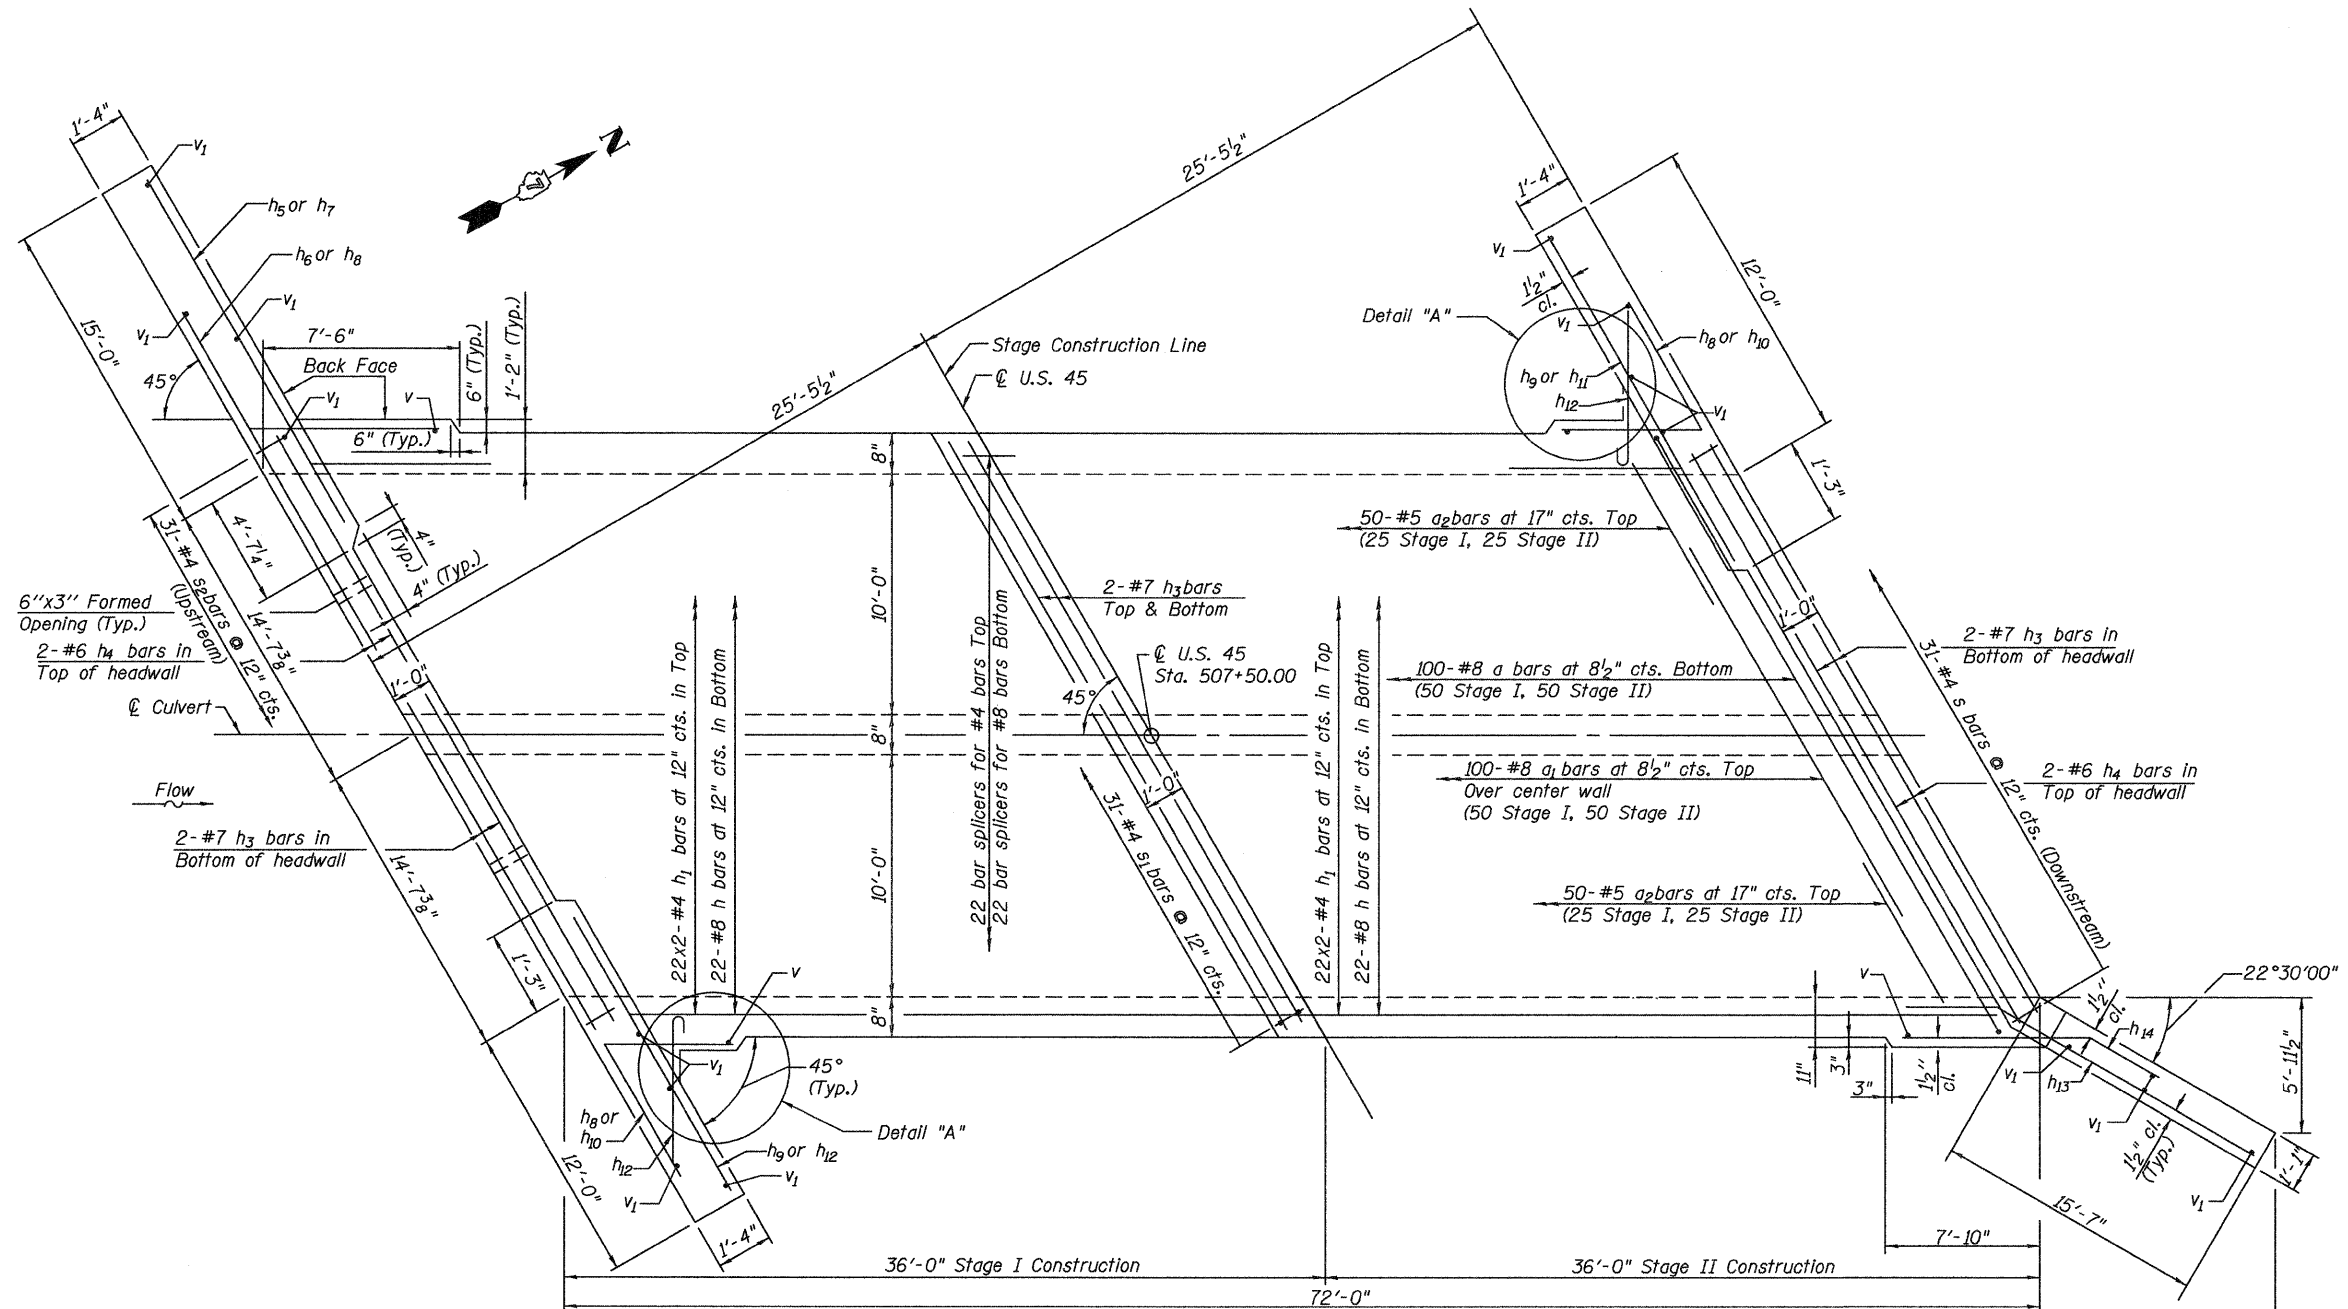 1'-4"
v1
h5 or h7
h6 or h8
v1
v1
15'-0"
45°
7'-6"
Back Face
v1
v
6" (Typ.)
6" (Typ.)
1'-2" (Typ.)
N
25'-5½"
25'-5½"
Stage Construction Line
℄ U.S. 45
1'-4"
v1
1½" cl.
Detail "A"
v1
12'-0"
h8 or h10
h9 or h11
h12
v1
1'-3"
31-#4 s2 bars @ 12" cts.
(Upstream)
4'-7¼"
14'-7⅜"
4"
(Typ.)
4" (Typ.)
6"x3" Formed
Opening (Typ.)
2-#6 h4 bars in
Top of headwall
1'-0"
℄ Culvert
Flow
2-#7 h3 bars in
Bottom of headwall
14'-7⅜"
8"
10'-0"
8"
10'-0"
8"
22x2-#4 h1 bars at 12" cts. in Top
22-#8 h bars at 12" cts. in Bottom
22 bar splicers for #4 bars Top
22 bar splicers for #8 bars Bottom
2-#7 h3 bars
Top & Bottom
℄ U.S. 45
Sta. 507+50.00
45°
1'-0"
31-#4 s1 bars @ 12" cts.
22x2-#4 h1 bars at 12" cts. in Top
22-#8 h bars at 12" cts. in Bottom
50-#5 a2 bars at 17" cts. Top
(25 Stage I, 25 Stage II)
100-#8 a bars at 8½" cts. Bottom
(50 Stage I, 50 Stage II)
100-#8 a1 bars at 8½" cts. Top
Over center wall
(50 Stage I, 50 Stage II)
50-#5 a2 bars at 17" cts. Top
(25 Stage I, 25 Stage II)
1'-0"
2-#7 h3 bars in
Bottom of headwall
31-#4 s bars @ 12" cts. (Downstream)
2-#6 h4 bars in
Top of headwall
22°30'00"
1'-3"
v
v1
45°
(Typ.)
h8 or
h10
h12
Detail "A"
h9 or h12
v1
v1
12'-0"
1'-4"
v
11"
3"
3"
1½" cl.
1½" cl.
h14
v1
h13
v1
1½" cl.
(Typ.)
5'-11½"
1'-1"
v1
15'-7"
7'-10"
36'-0" Stage I Construction
36'-0" Stage II Construction
72'-0"